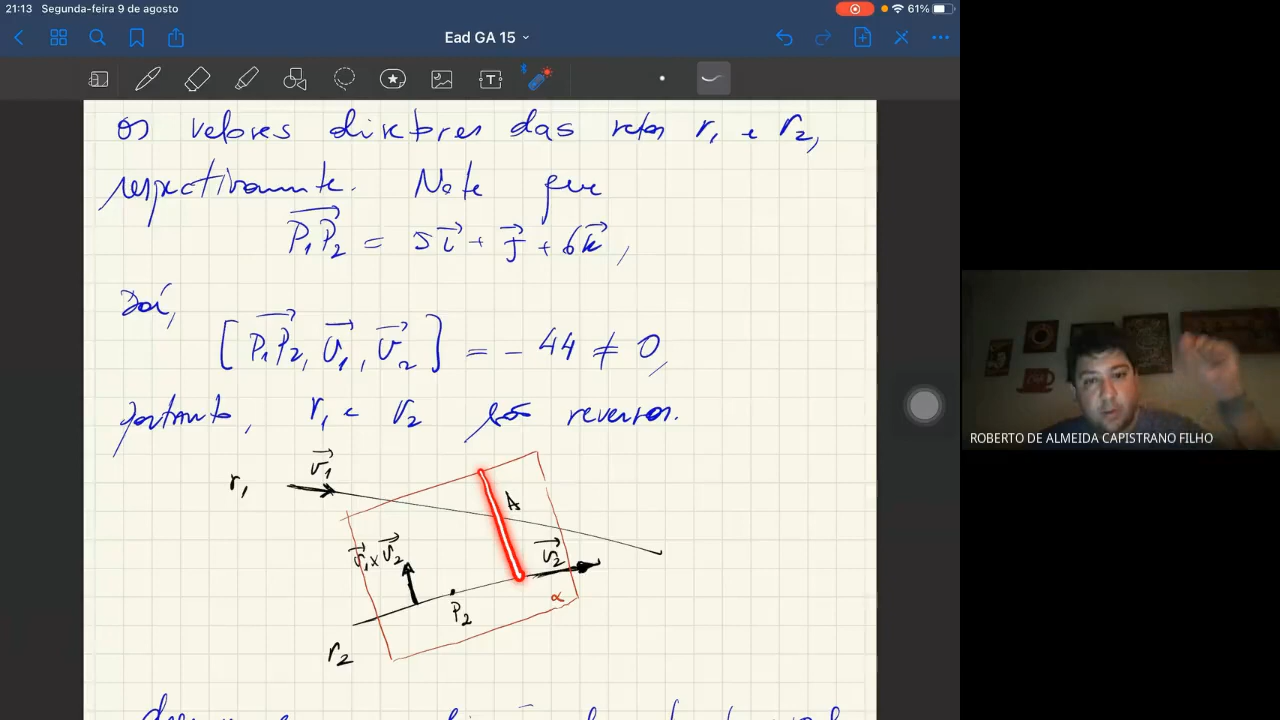 21:13 Segunda-feira 9 de agosto
61%
Ead GA 15
T
os vetores diretores das retas r₁ e r₂,
respectivamente. Note que
P₁P₂ = 5i + j + 6k,
Daí,
[P₁P₂, v₁, v₂] = -44 ≠ 0,
portanto, r₁ e r₂ são reversas.
v₁
r₁
A
v₁ x v₂
v₂
P₂
α
r₂
ROBERTO DE ALMEIDA CAPISTRANO FILHO